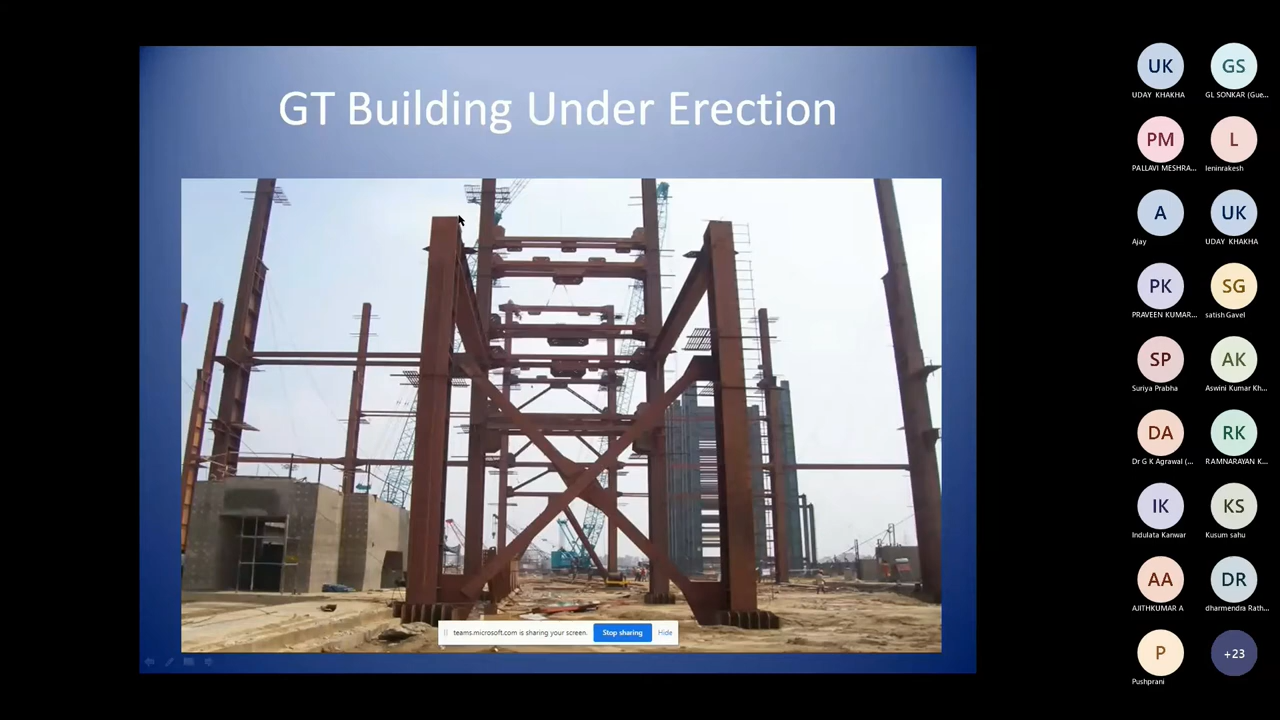 GT Building Under Erection
teams.microsoft.com is sharing your screen.
Stop sharing
Hide
UK
UDAY KHAKHA
GS
GL SONKAR (Gue...
PM
PALLAVI MESHRA...
L
leninrakesh
A
Ajay
UK
UDAY KHAKHA
PK
PRAVEEN KUMAR...
SG
satish Gavel
SP
Suriya Prabha
AK
Aswini Kumar Kh...
DA
Dr G K Agrawal (...
RK
RAMNARAYAN K...
IK
Indulata Kanwar
KS
Kusum sahu
AA
AJITHKUMAR A
DR
dharmendra Rath...
P
Pushprani
+23